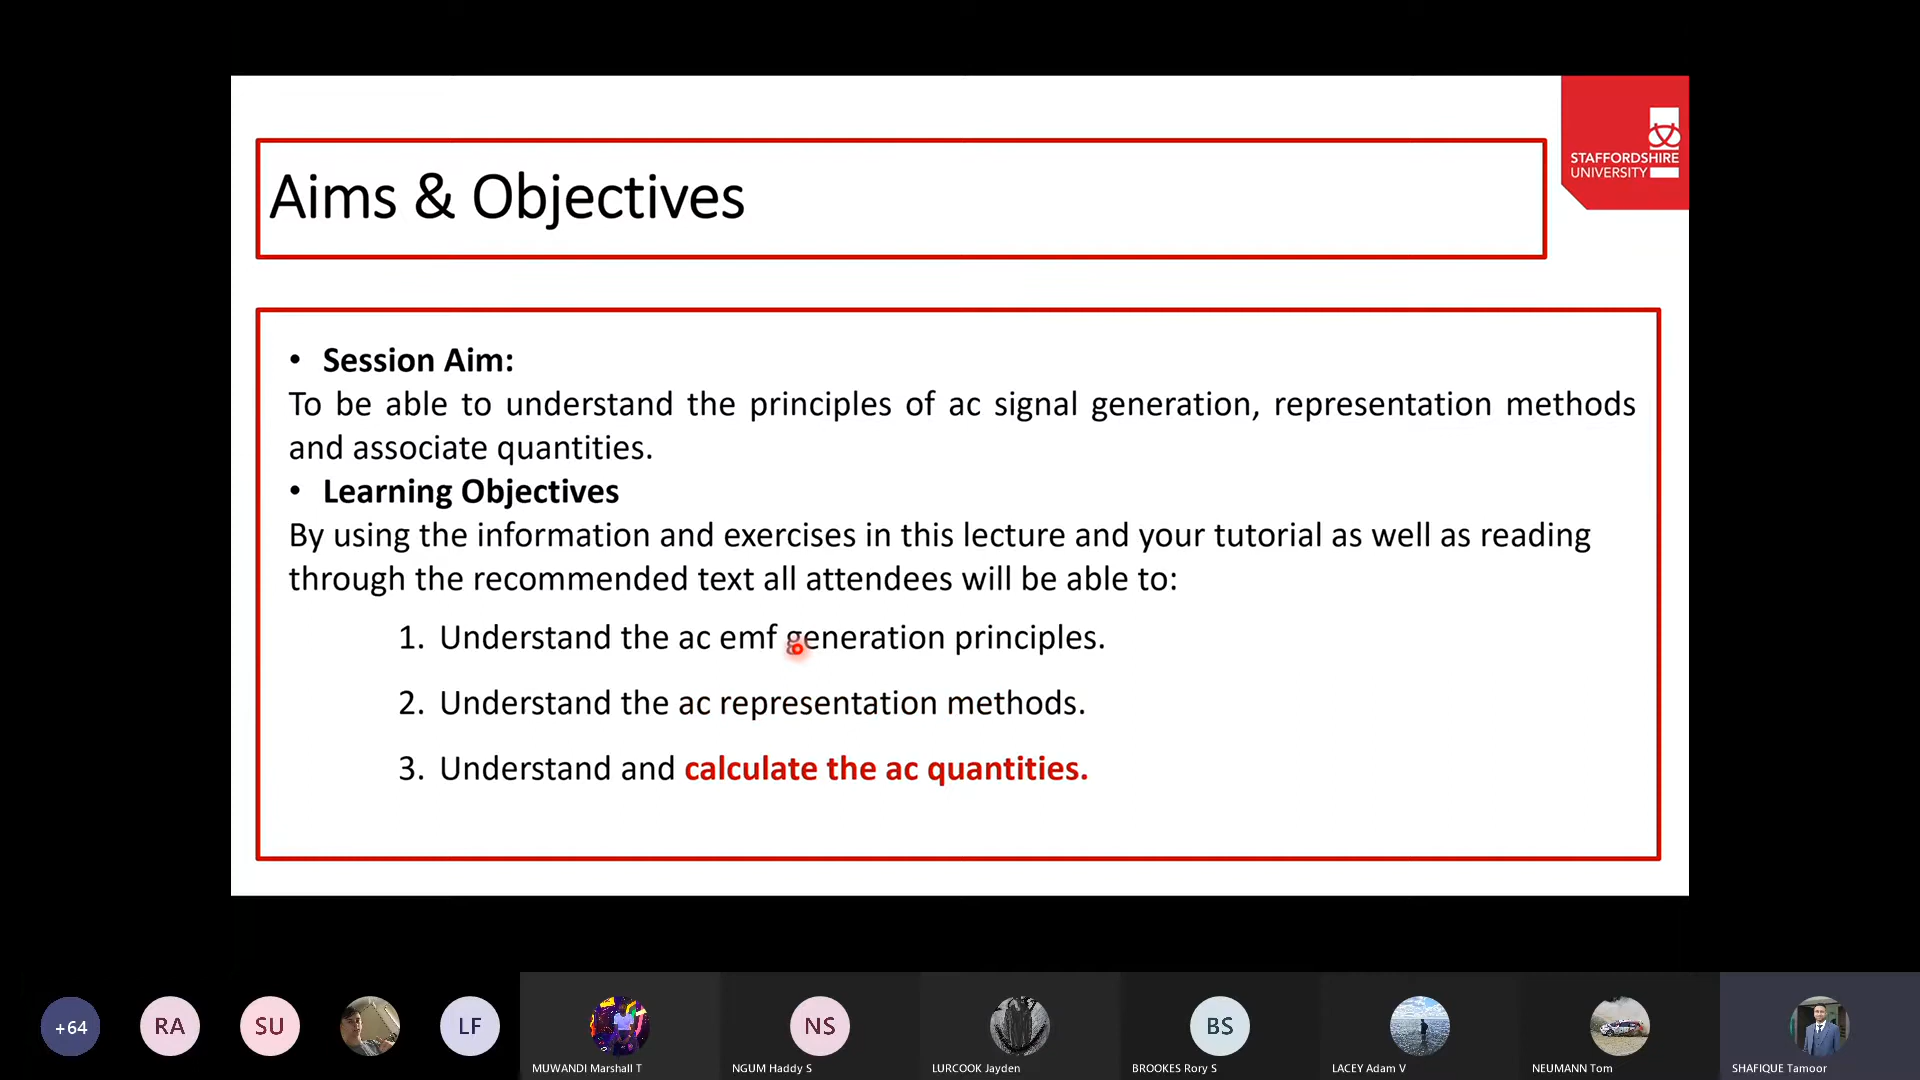 STAFFORDSHIRE
UNIVERSITY
Aims & Objectives
• Session Aim:
To be able to understand the principles of ac signal generation, representation methods
and associate quantities.
• Learning Objectives
By using the information and exercises in this lecture and your tutorial as well as reading
through the recommended text all attendees will be able to:
1. Understand the ac emf generation principles.
2. Understand the ac representation methods.
3. Understand and calculate the ac quantities.
+64
RA
SU
LF
NS
BS
MUWANDI Marshall T
NGUM Haddy S
LURCOOK Jayden
BROOKES Rory S
LACEY Adam V
NEUMANN Tom
SHAFIQUE Tamoor